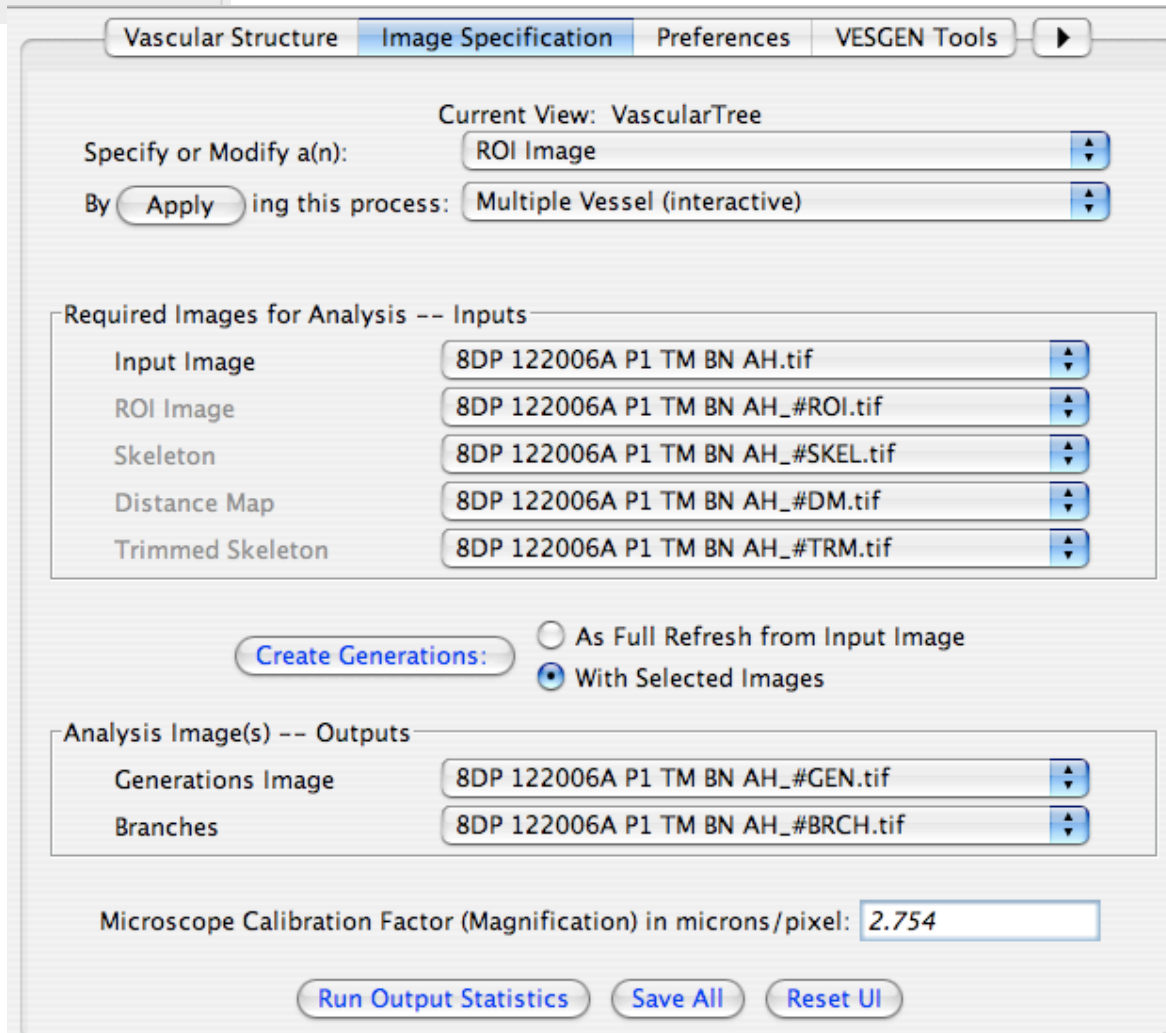 Vascular Structure Image Specification Preferences VESGEN Tools
Current View: VascularTree
Specify or Modify a(n): ROI Image
By Apply ing this process: Multiple Vessel (interactive)
Required Images for Analysis -- Inputs
Input Image 8DP 122006A P1 TM BN AH.tif
ROI Image 8DP 122006A P1 TM BN AH_#ROI.tif
Skeleton 8DP 122006A P1 TM BN AH_#SKEL.tif
Distance Map 8DP 122006A P1 TM BN AH_#DM.tif
Trimmed Skeleton 8DP 122006A P1 TM BN AH_#TRM.tif
Create Generations: As Full Refresh from Input Image
With Selected Images
Analysis Image(s) -- Outputs
Generations Image 8DP 122006A P1 TM BN AH_#GEN.tif
Branches 8DP 122006A P1 TM BN AH_#BRCH.tif
Microscope Calibration Factor (Magnification) in microns/pixel: 2.754
Run Output Statistics Save All Reset UI